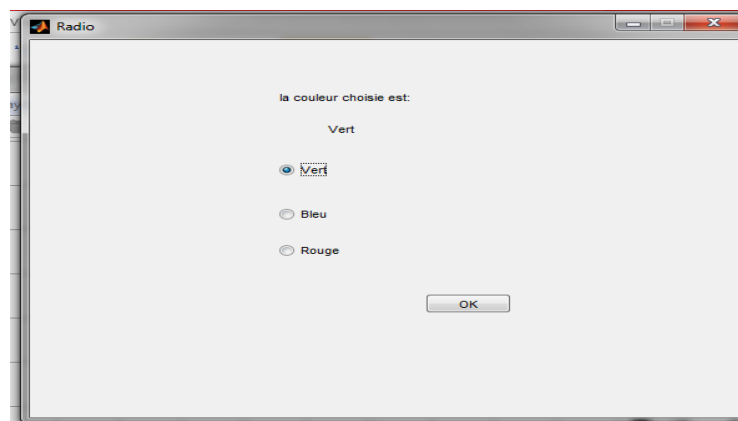 Radio
la couleur choisie est:
Vert
Vert
Bleu
Rouge
OK